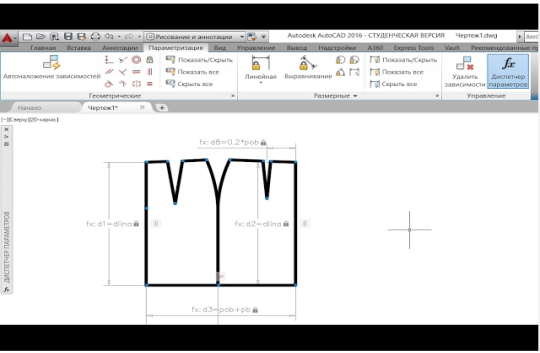 Рисование и аннотации
Autodesk AutoCAD 2016 - СТУДЕНЧЕСКАЯ ВЕРСИЯ Чертеж1.dwg
Главная Вставка Аннотации Параметризация Вид Управление Вывод Надстройки A360 Express Tools Vault Рекомендованные
Автоналожение зависимостей
Показать/Скрыть
Показать все
Скрыть все
Линейная
Выравнивание
Показать/Скрыть
Показать все
Скрыть все
Удалить зависимости
Диспетчер параметров
Геометрические
Размерные
Управление
Начало
Чертеж1*
[–][Сверху][2D-каркас]
ДИСПЕТЧЕР ПАРАМЕТРОВ
fx: d8=0.2*pob
fx: d1=dlina
fx: d2=dlina
fx: d3=pob+pb